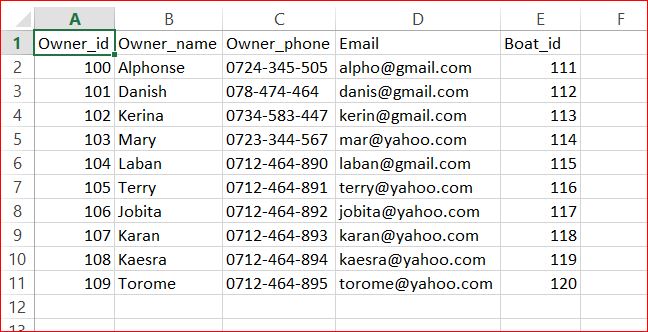 A B C D E F
1 Owner_id Owner_name Owner_phone Email Boat_id
2 100 Alphonse 0724-345-505 alpho@gmail.com 111
3 101 Danish 078-474-464 danis@gmail.com 112
4 102 Kerina 0734-583-447 kerin@gmail.com 113
5 103 Mary 0723-344-567 mar@yahoo.com 114
6 104 Laban 0712-464-890 laban@gmail.com 115
7 105 Terry 0712-464-891 terry@yahoo.com 116
8 106 Jobita 0712-464-892 jobita@yahoo.com 117
9 107 Karan 0712-464-893 karan@yahoo.com 118
10 108 Kaesra 0712-464-894 kaesra@yahoo.com 119
11 109 Torome 0712-464-895 torome@yahoo.com 120
12
13